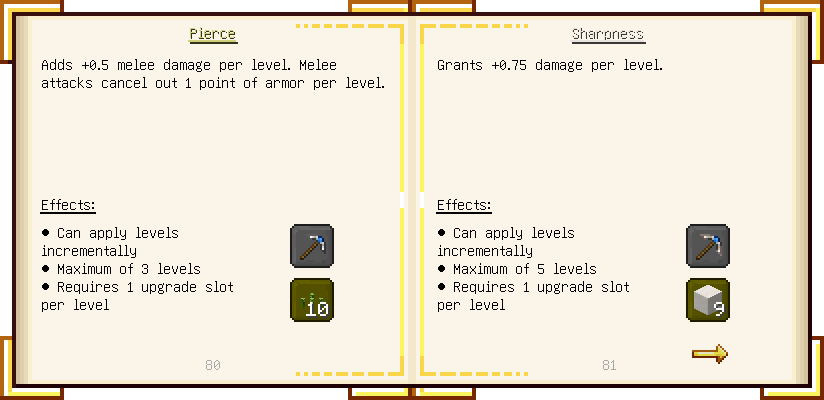 Pierce
Adds +0.5 melee damage per level. Melee
attacks cancel out 1 point of armor per level.
Effects:
• Can apply levels
incrementally
• Maximum of 3 levels
• Requires 1 upgrade slot
per level
10
80
Sharpness
Grants +0.75 damage per level.
Effects:
• Can apply levels
incrementally
• Maximum of 5 levels
• Requires 1 upgrade slot
per level
9
81